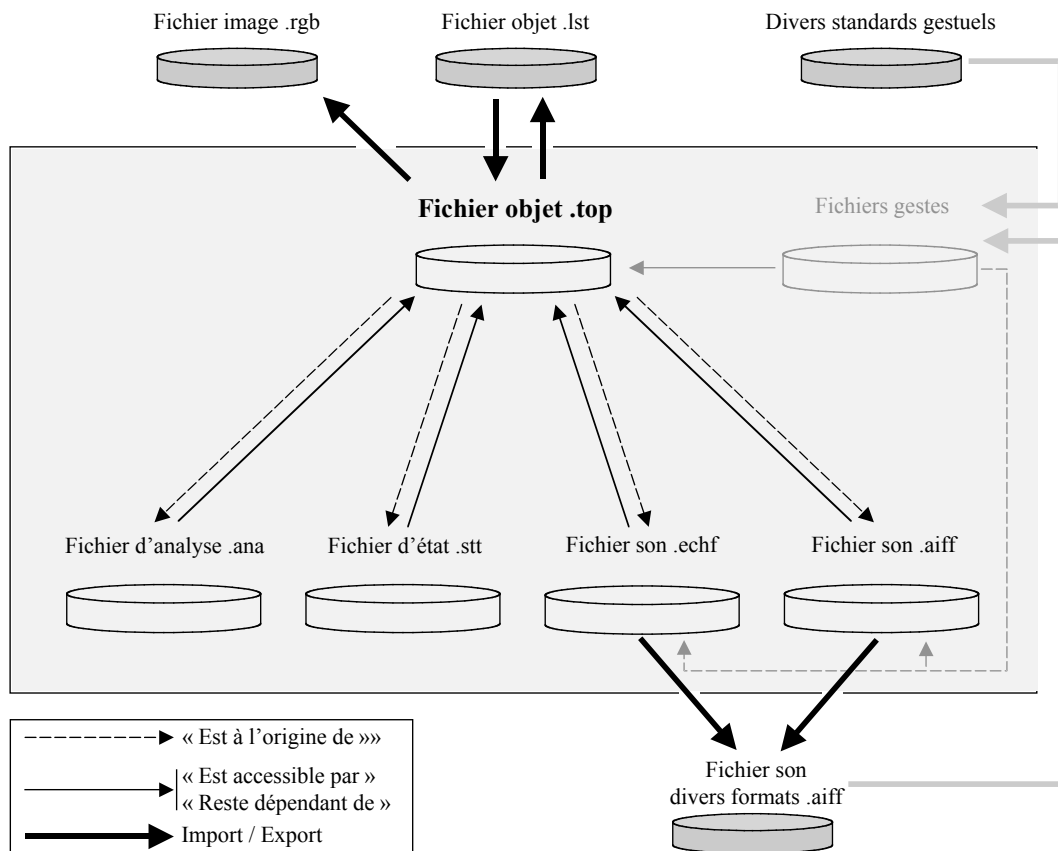 Fichier image .rgb
Fichier objet .lst
Divers standards gestuels
Fichier objet .top
Fichiers gestes
Fichier d’analyse .ana
Fichier d’état .stt
Fichier son .echf
Fichier son .aiff
« Est à l’origine de »»
« Est accessible par »
« Reste dépendant de »
Import / Export
Fichier son
divers formats .aiff